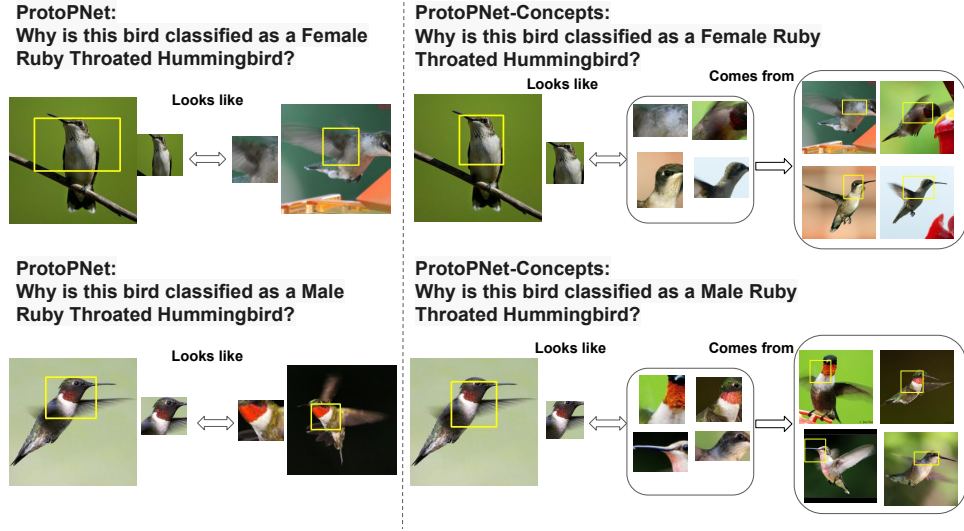 ProtoPNet:
Why is this bird classified as a Female
Ruby Throated Hummingbird?
Looks like
ProtoPNet-Concepts:
Why is this bird classified as a Female Ruby
Throated Hummingbird?
Looks like
Comes from
ProtoPNet:
Why is this bird classified as a Male
Ruby Throated Hummingbird?
Looks like
ProtoPNet-Concepts:
Why is this bird classified as a Male Ruby
Throated Hummingbird?
Looks like
Comes from